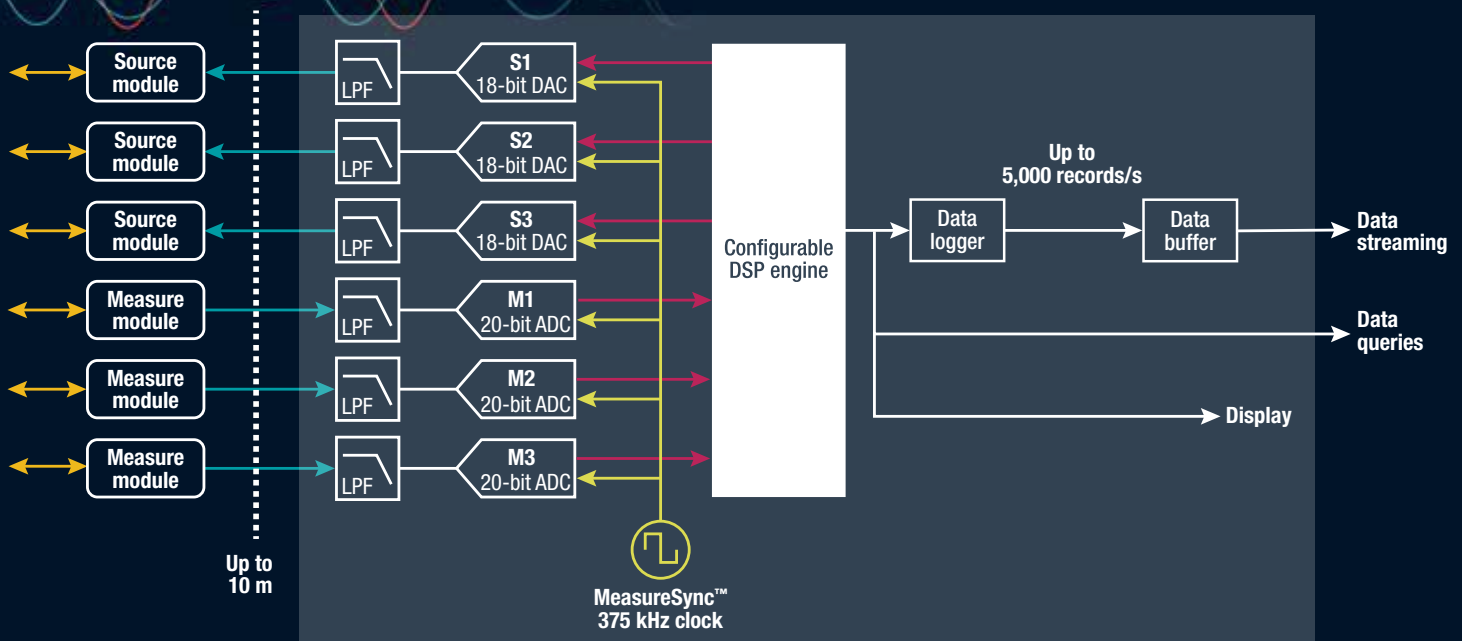 Source
module
LPF
S1
18-bit DAC
Source
module
LPF
S2
18-bit DAC
Source
module
LPF
S3
18-bit DAC
Measure
module
LPF
M1
20-bit ADC
Measure
module
LPF
M2
20-bit ADC
Measure
module
LPF
M3
20-bit ADC
Up to
10 m
MeasureSync™
375 kHz clock
Configurable
DSP engine
Up to
5,000 records/s
Data
logger
Data
buffer
Data
streaming
Data
queries
Display